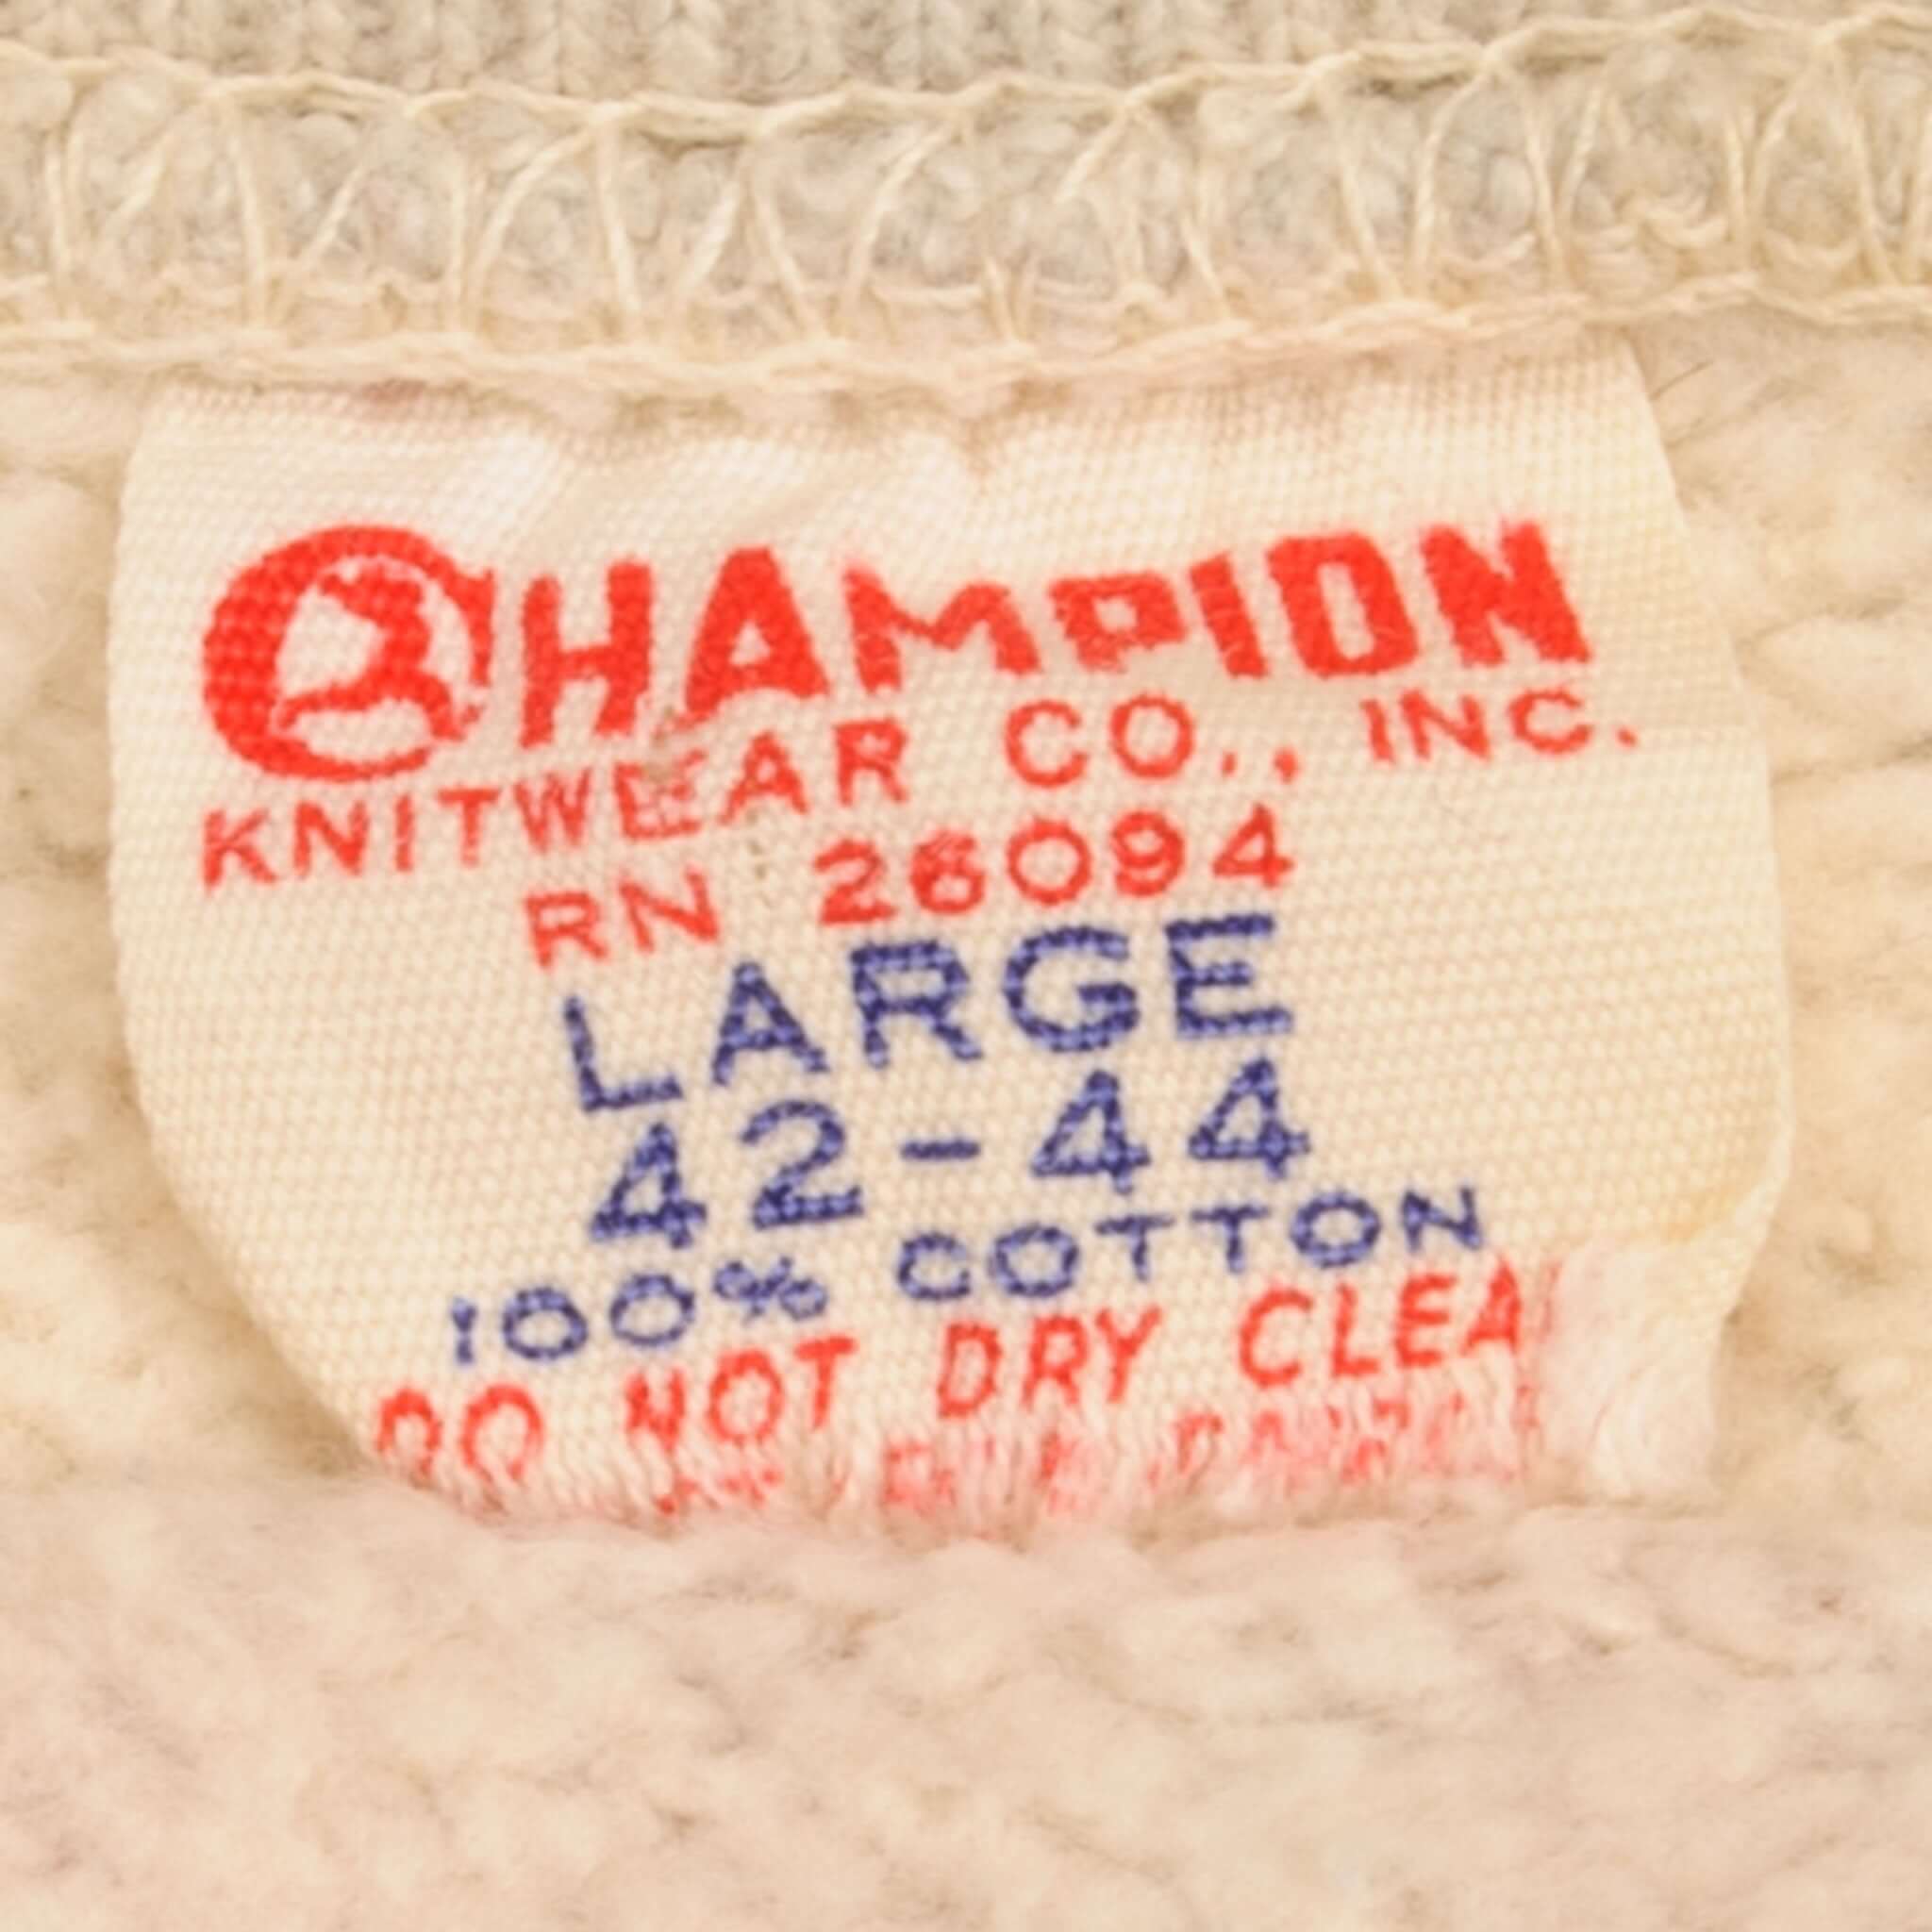 CHAMPION
KNITWEAR CO., INC.
RN 26094
LARGE
42-44
100% COTTON
DO NOT DRY CLEA